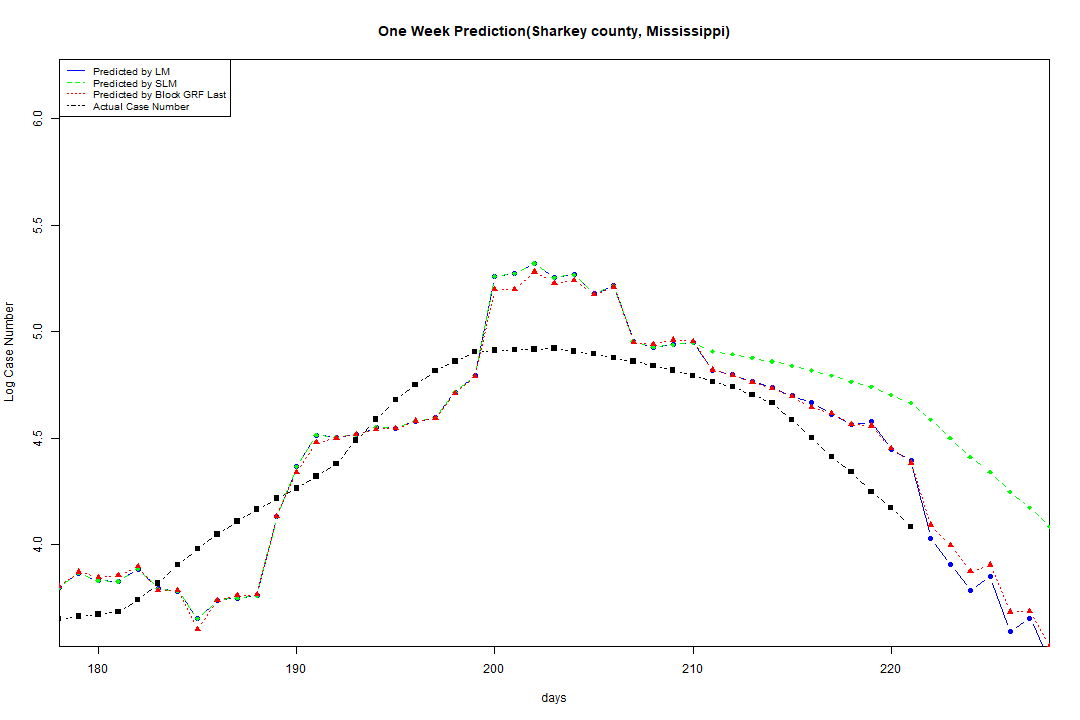 One Week Prediction(Sharkey county, Mississippi)
Predicted by LM
Predicted by SLM
Predicted by Block GRF Last
Actual Case Number
6.0
5.5
5.0
4.5
4.0
Log Case Number
180 190 200 210 220
days